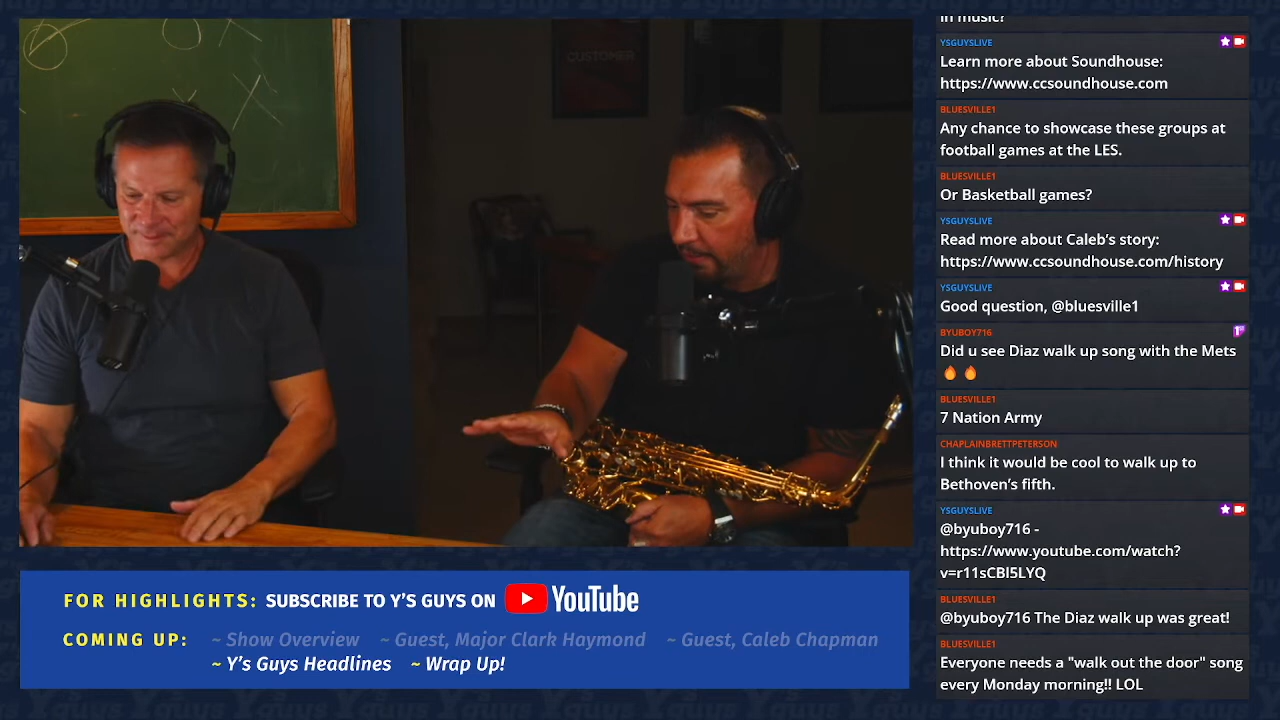 CUSTOMER
in music?
YSGUYSLIVE
Learn more about Soundhouse:
https://www.ccsoundhouse.com
BLUESVILLE1
Any chance to showcase these groups at
football games at the LES.
BLUESVILLE1
Or Basketball games?
YSGUYSLIVE
Read more about Caleb's story:
https://www.ccsoundhouse.com/history
YSGUYSLIVE
Good question, @bluesville1
BYUBOY716
Did u see Diaz walk up song with the Mets
🔥 🔥
BLUESVILLE1
7 Nation Army
CHAPLAINBRETTPETERSON
I think it would be cool to walk up to
Bethoven's fifth.
YSGUYSLIVE
@byuboy716 -
https://www.youtube.com/watch?
v=r11sCBl5LYQ
BLUESVILLE1
@byuboy716 The Diaz walk up was great!
BLUESVILLE1
Everyone needs a "walk out the door" song
every Monday morning!! LOL
FOR HIGHLIGHTS: SUBSCRIBE TO Y'S GUYS ON YouTube
COMING UP: ~ Show Overview ~ Guest, Major Clark Haymond ~ Guest, Caleb Chapman
~ Y's Guys Headlines ~ Wrap Up!